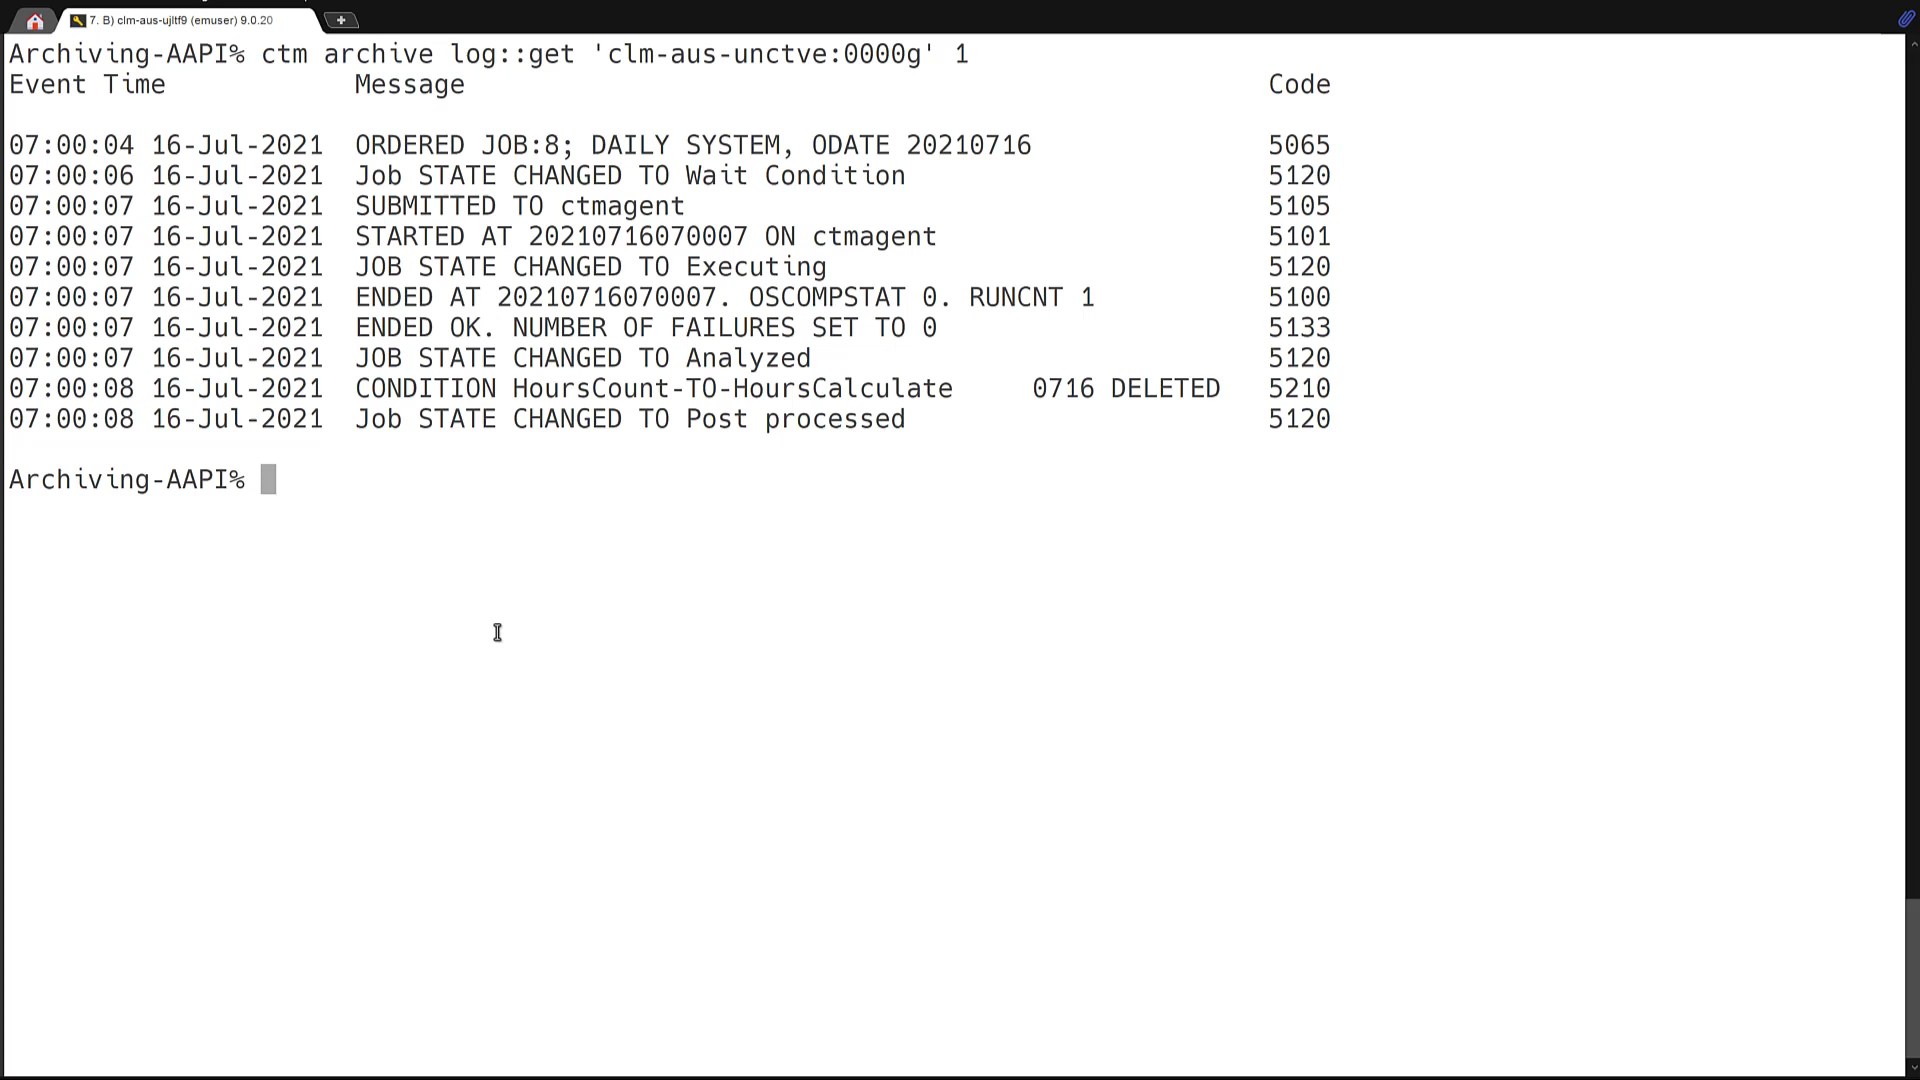 7. B) clm-aus-ujltf9 (emuser) 9.0.20
Archiving-AAPI% ctm archive log::get 'clm-aus-unctve:0000g' 1
Event Time Message Code
07:00:04 16-Jul-2021 ORDERED JOB:8; DAILY SYSTEM, ODATE 20210716 5065
07:00:06 16-Jul-2021 Job STATE CHANGED TO Wait Condition 5120
07:00:07 16-Jul-2021 SUBMITTED TO ctmagent 5105
07:00:07 16-Jul-2021 STARTED AT 20210716070007 ON ctmagent 5101
07:00:07 16-Jul-2021 JOB STATE CHANGED TO Executing 5120
07:00:07 16-Jul-2021 ENDED AT 20210716070007. OSCOMPSTAT 0. RUNCNT 1 5100
07:00:07 16-Jul-2021 ENDED OK. NUMBER OF FAILURES SET TO 0 5133
07:00:07 16-Jul-2021 JOB STATE CHANGED TO Analyzed 5120
07:00:08 16-Jul-2021 CONDITION HoursCount-TO-HoursCalculate 0716 DELETED 5210
07:00:08 16-Jul-2021 Job STATE CHANGED TO Post processed 5120
Archiving-AAPI%